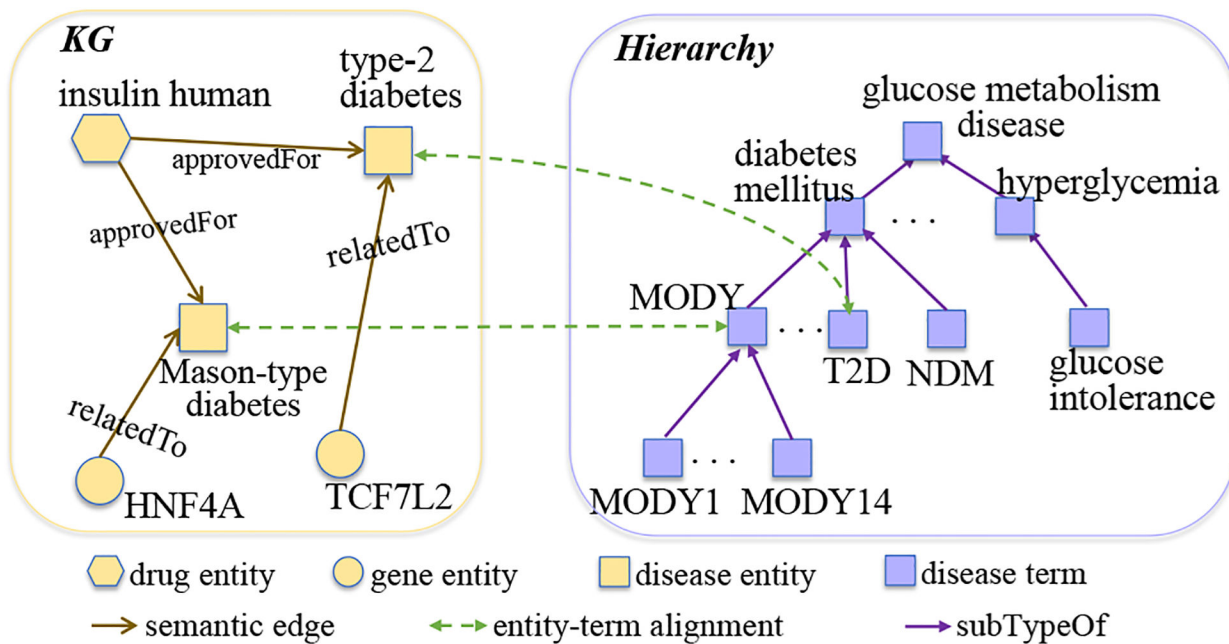 KG
type-2
diabetes
insulin human
approvedFor
approvedFor
relatedTo
Mason-type
diabetes
relatedTo
HNF4A
TCF7L2
Hierarchy
glucose metabolism
disease
diabetes
mellitus
hyperglycemia
. . .
MODY
. . .
T2D
NDM
glucose
intolerance
. . .
MODY1
MODY14
drug entity
gene entity
disease entity
disease term
semantic edge
entity-term alignment
subTypeOf